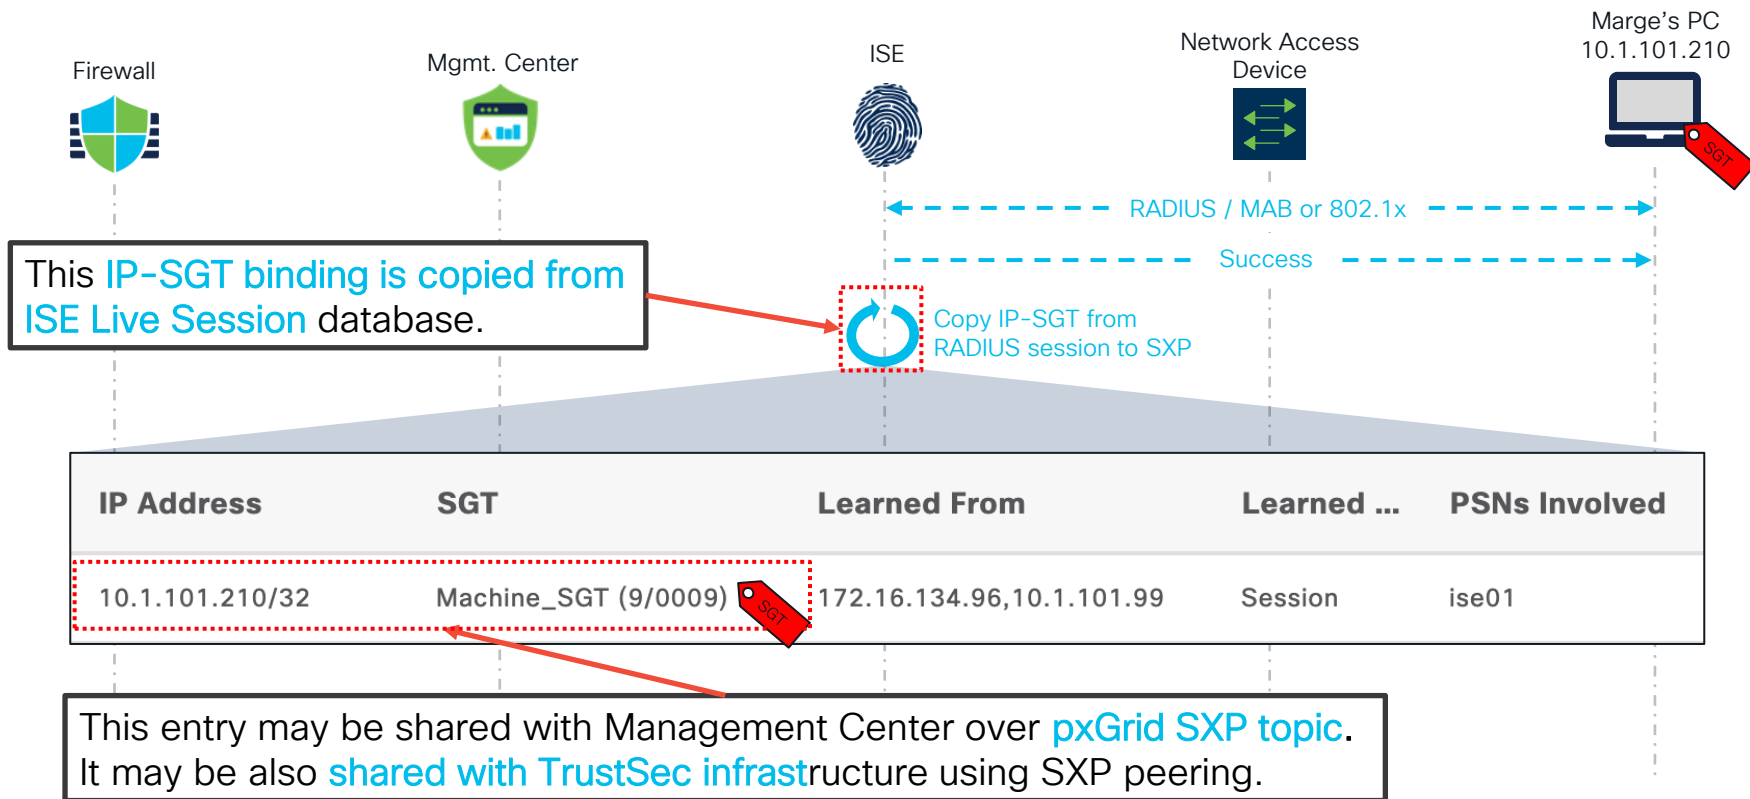 Firewall
Mgmt. Center
ISE
Network Access
Device
Marge's PC
10.1.101.210
SGT
RADIUS / MAB or 802.1x
Success
This IP-SGT binding is copied from
ISE Live Session database.
Copy IP-SGT from
RADIUS session to SXP
IP Address SGT Learned From Learned ... PSNs Involved
10.1.101.210/32 Machine_SGT (9/0009) SGT 172.16.134.96,10.1.101.99 Session ise01
This entry may be shared with Management Center over pxGrid SXP topic.
It may be also shared with TrustSec infrastructure using SXP peering.